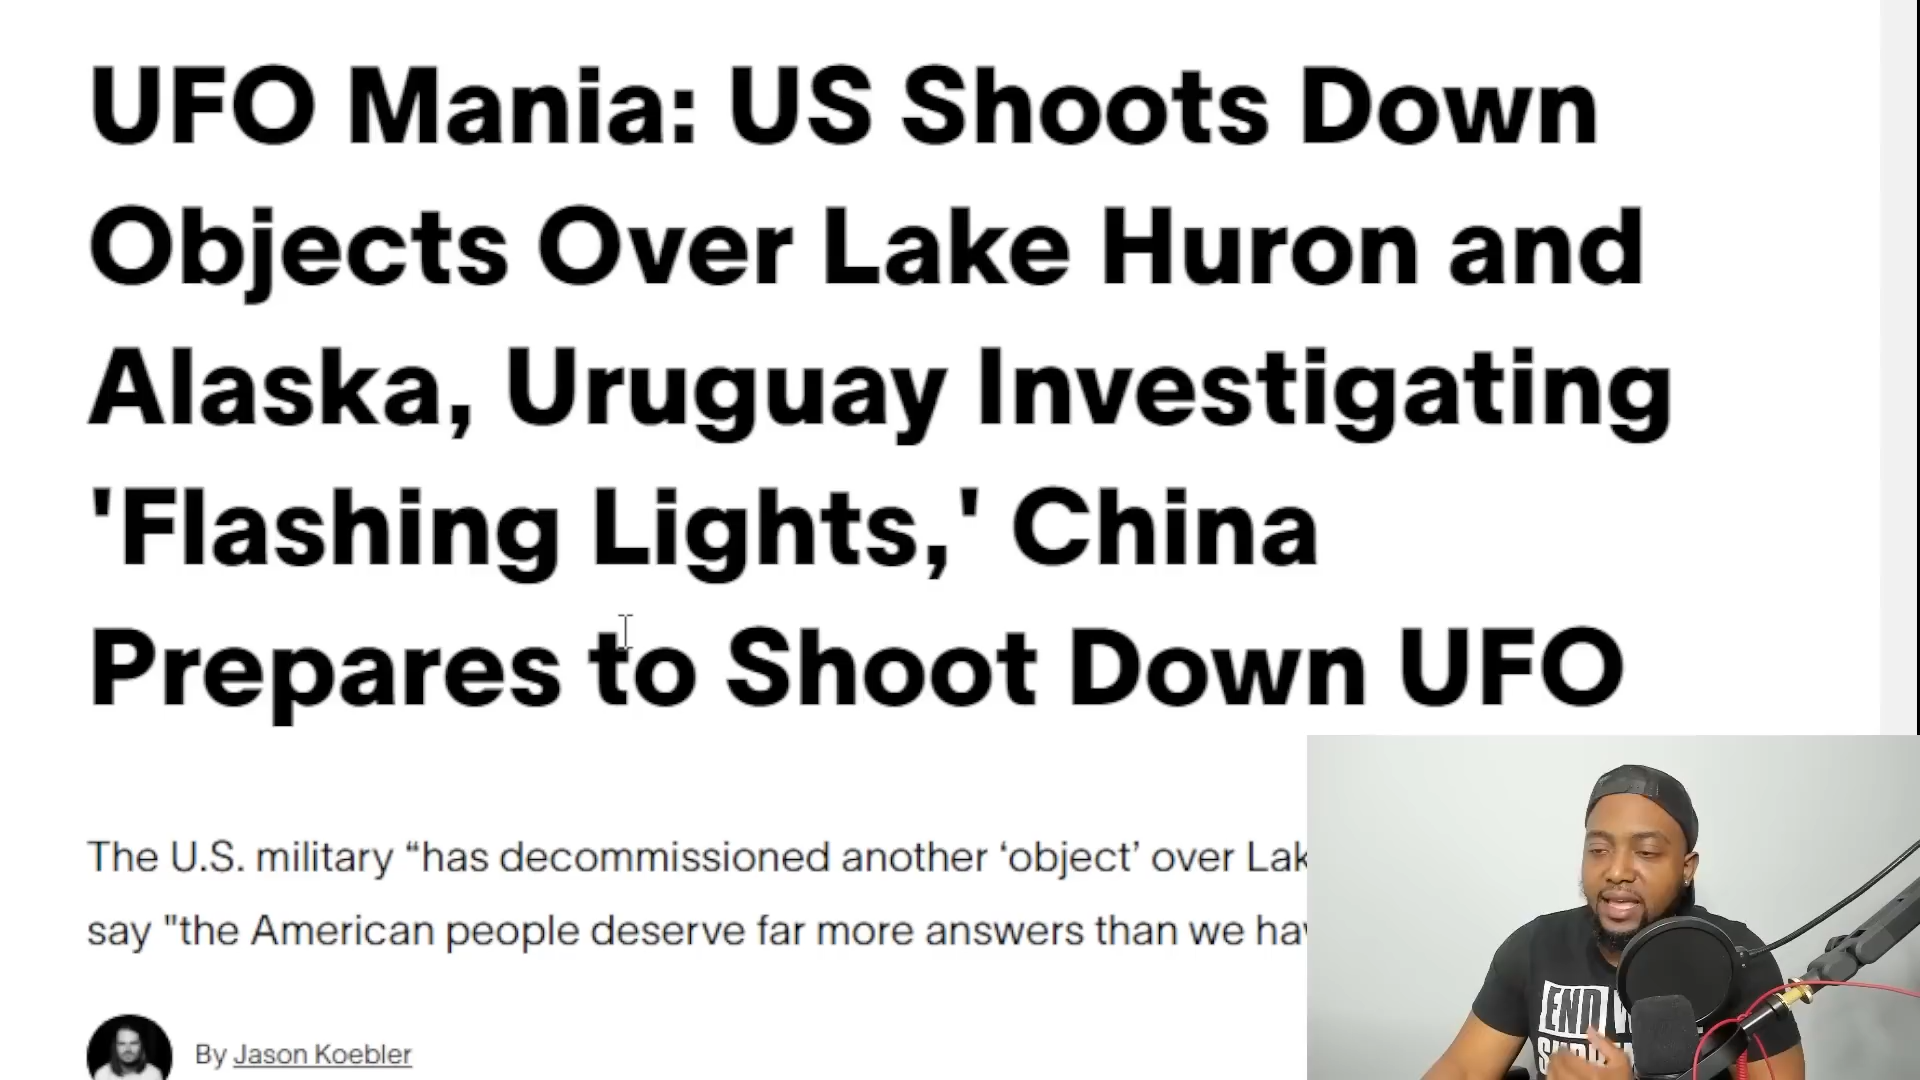 UFO Mania: US Shoots Down
Objects Over Lake Huron and
Alaska, Uruguay Investigating
'Flashing Lights,' China
Prepares to Shoot Down UFO
The U.S. military “has decommissioned another ‘object’ over
say "the American people deserve far more answers than we
By Jason Koebler
END